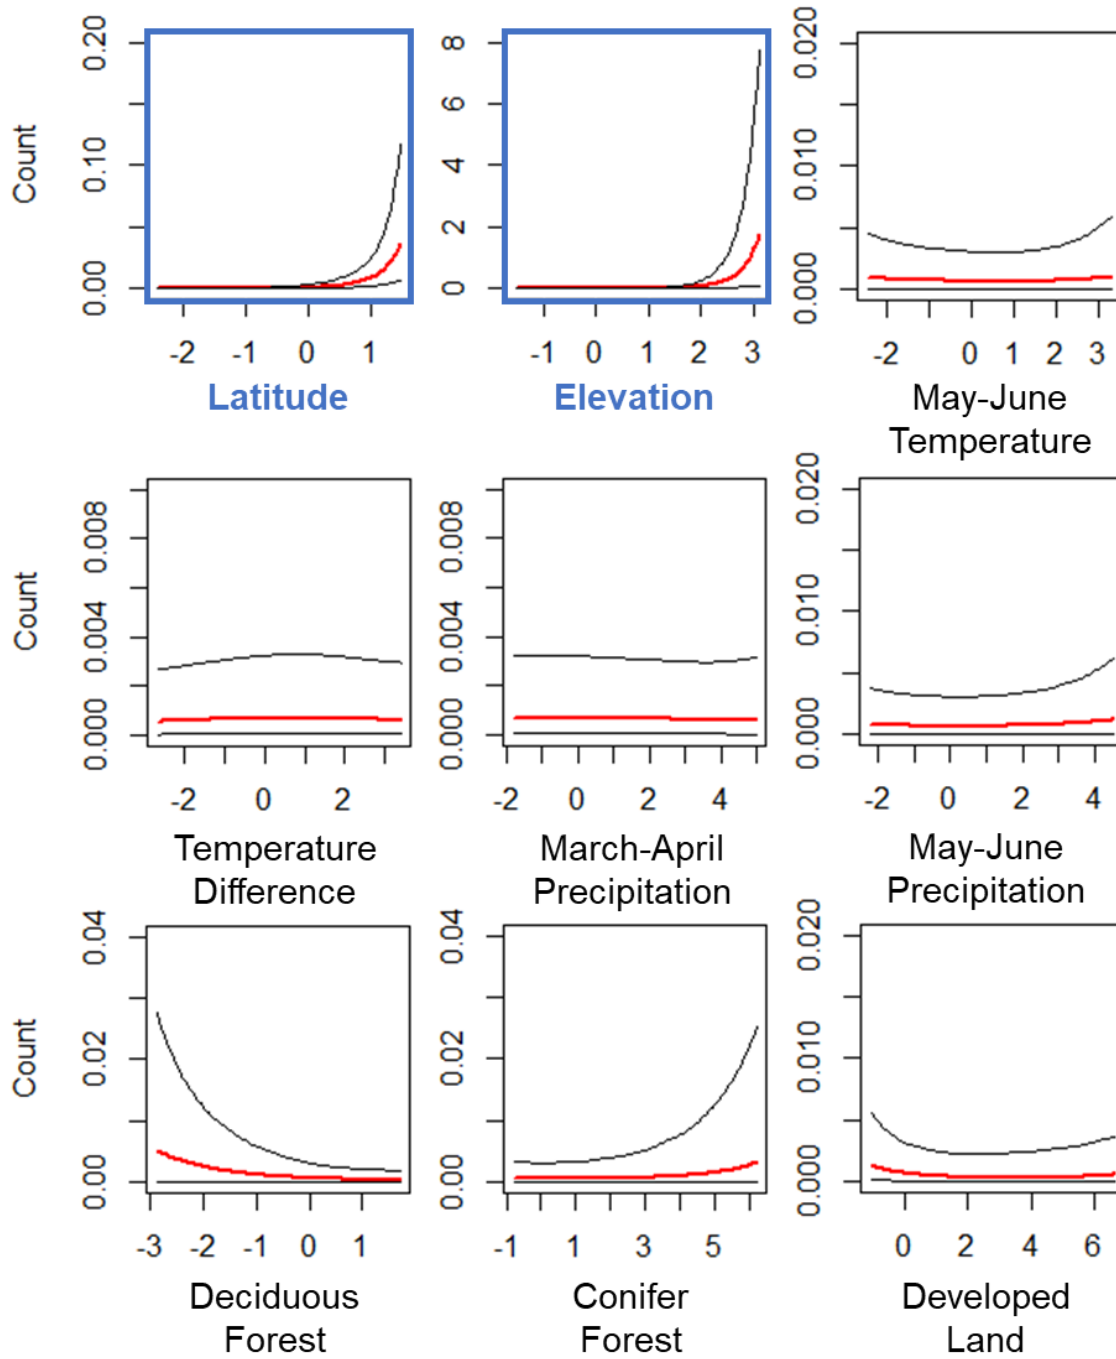 Count
0.00 0.10 0.20
-2 -1 0 1
Latitude
0 2 4 6 8
-1 0 1 2 3
Elevation
0.000 0.010 0.020
-2 0 1 2 3
May-June
Temperature
Count
0.000 0.004 0.008
-2 0 2
Temperature
Difference
0.000 0.004 0.008
-2 0 2 4
March-April
Precipitation
0.000 0.010 0.020
-2 0 2 4
May-June
Precipitation
Count
0.00 0.02 0.04
-3 -2 -1 0 1
Deciduous
Forest
0.00 0.02 0.04
-1 1 3 5
Conifer
Forest
0.000 0.010 0.020
0 2 4 6
Developed
Land